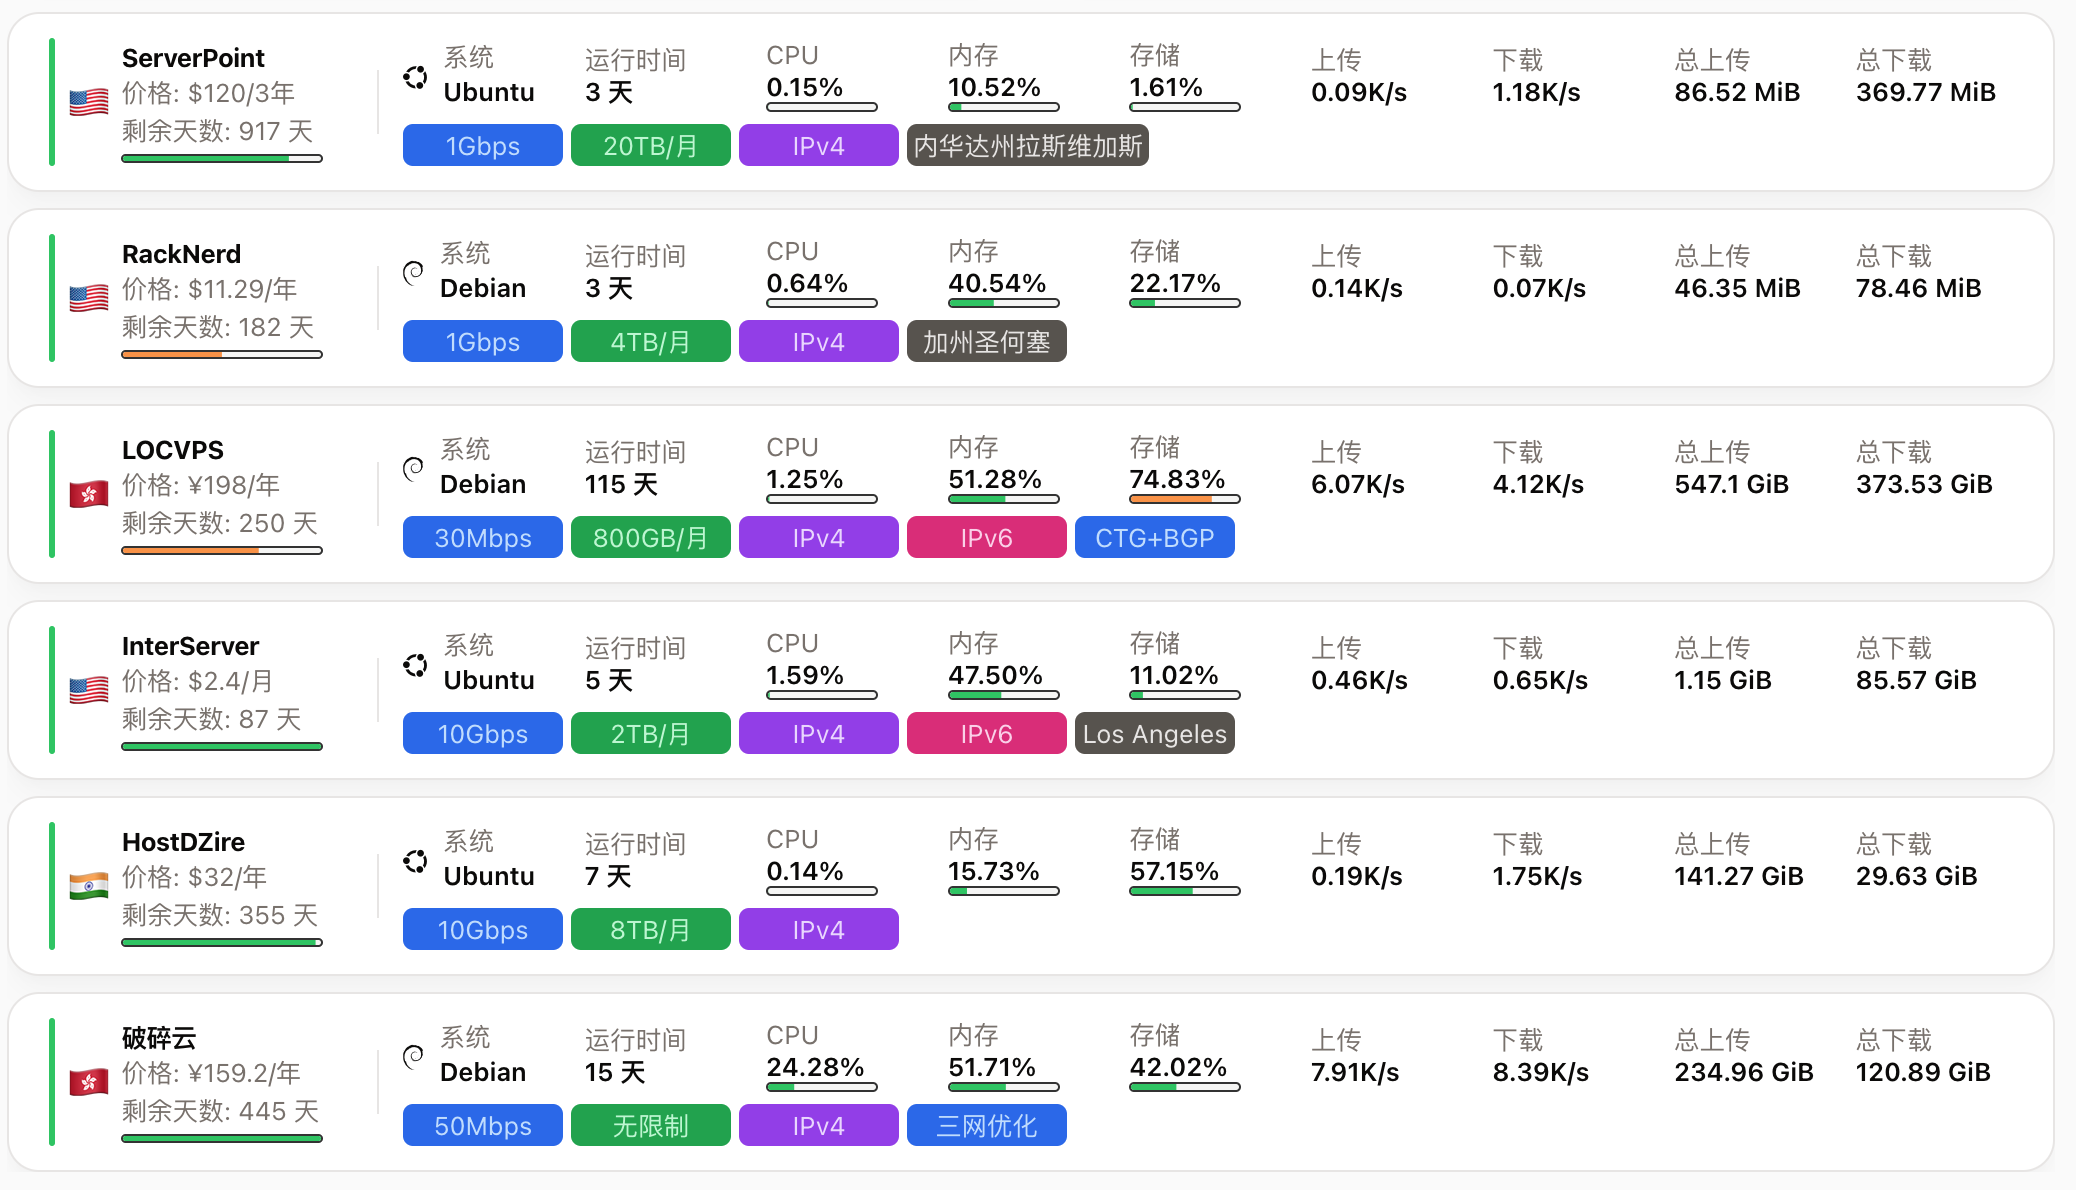 ServerPoint
价格: $120/3年
剩余天数: 917 天
系统
Ubuntu
运行时间
3 天
CPU
0.15%
内存
10.52%
存储
1.61%
上传
0.09K/s
下载
1.18K/s
总上传
86.52 MiB
总下载
369.77 MiB
1Gbps
20TB/月
IPv4
内华达州拉斯维加斯
RackNerd
价格: $11.29/年
剩余天数: 182 天
系统
Debian
运行时间
3 天
CPU
0.64%
内存
40.54%
存储
22.17%
上传
0.14K/s
下载
0.07K/s
总上传
46.35 MiB
总下载
78.46 MiB
1Gbps
4TB/月
IPv4
加州圣何塞
LOCVPS
价格: ¥198/年
剩余天数: 250 天
系统
Debian
运行时间
115 天
CPU
1.25%
内存
51.28%
存储
74.83%
上传
6.07K/s
下载
4.12K/s
总上传
547.1 GiB
总下载
373.53 GiB
30Mbps
800GB/月
IPv4
IPv6
CTG+BGP
InterServer
价格: $2.4/月
剩余天数: 87 天
系统
Ubuntu
运行时间
5 天
CPU
1.59%
内存
47.50%
存储
11.02%
上传
0.46K/s
下载
0.65K/s
总上传
1.15 GiB
总下载
85.57 GiB
10Gbps
2TB/月
IPv4
IPv6
Los Angeles
HostDZire
价格: $32/年
剩余天数: 355 天
系统
Ubuntu
运行时间
7 天
CPU
0.14%
内存
15.73%
存储
57.15%
上传
0.19K/s
下载
1.75K/s
总上传
141.27 GiB
总下载
29.63 GiB
10Gbps
8TB/月
IPv4
破碎云
价格: ¥159.2/年
剩余天数: 445 天
系统
Debian
运行时间
15 天
CPU
24.28%
内存
51.71%
存储
42.02%
上传
7.91K/s
下载
8.39K/s
总上传
234.96 GiB
总下载
120.89 GiB
50Mbps
无限制
IPv4
三网优化